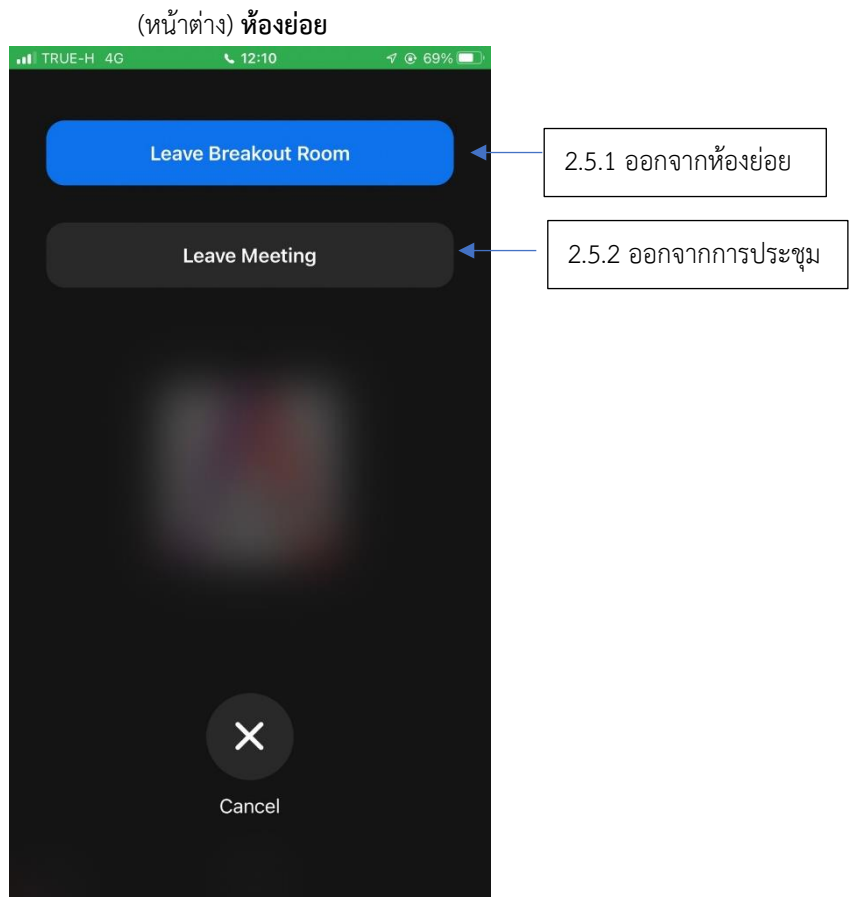 (หน้าต่าง) ห้องย่อย
TRUE-H 4G 12:10 69%
Leave Breakout Room
2.5.1 ออกจากห้องย่อย
Leave Meeting
2.5.2 ออกจากการประชุม
Cancel